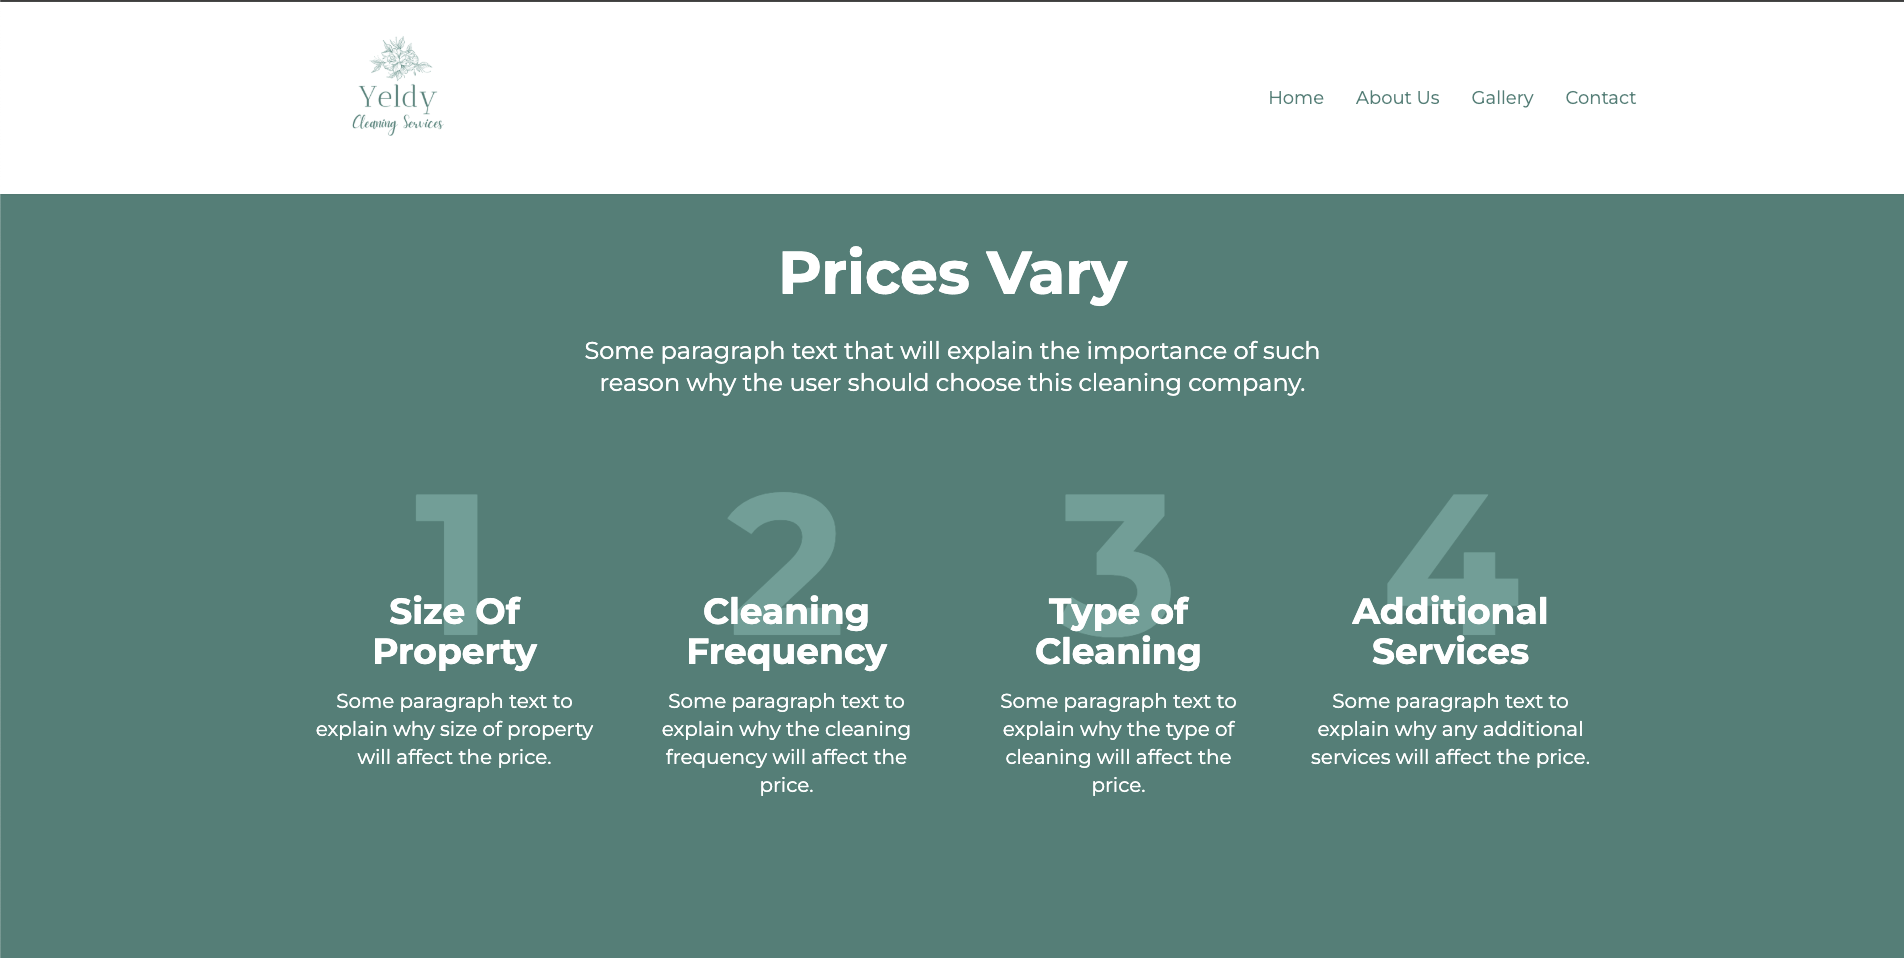 Yeldy
Cleaning Services
Home About Us Gallery Contact
Prices Vary
Some paragraph text that will explain the importance of such
reason why the user should choose this cleaning company.
1
Size Of
Property
Some paragraph text to
explain why size of property
will affect the price.
2
Cleaning
Frequency
Some paragraph text to
explain why the cleaning
frequency will affect the
price.
3
Type of
Cleaning
Some paragraph text to
explain why the type of
cleaning will affect the
price.
4
Additional
Services
Some paragraph text to
explain why any additional
services will affect the price.